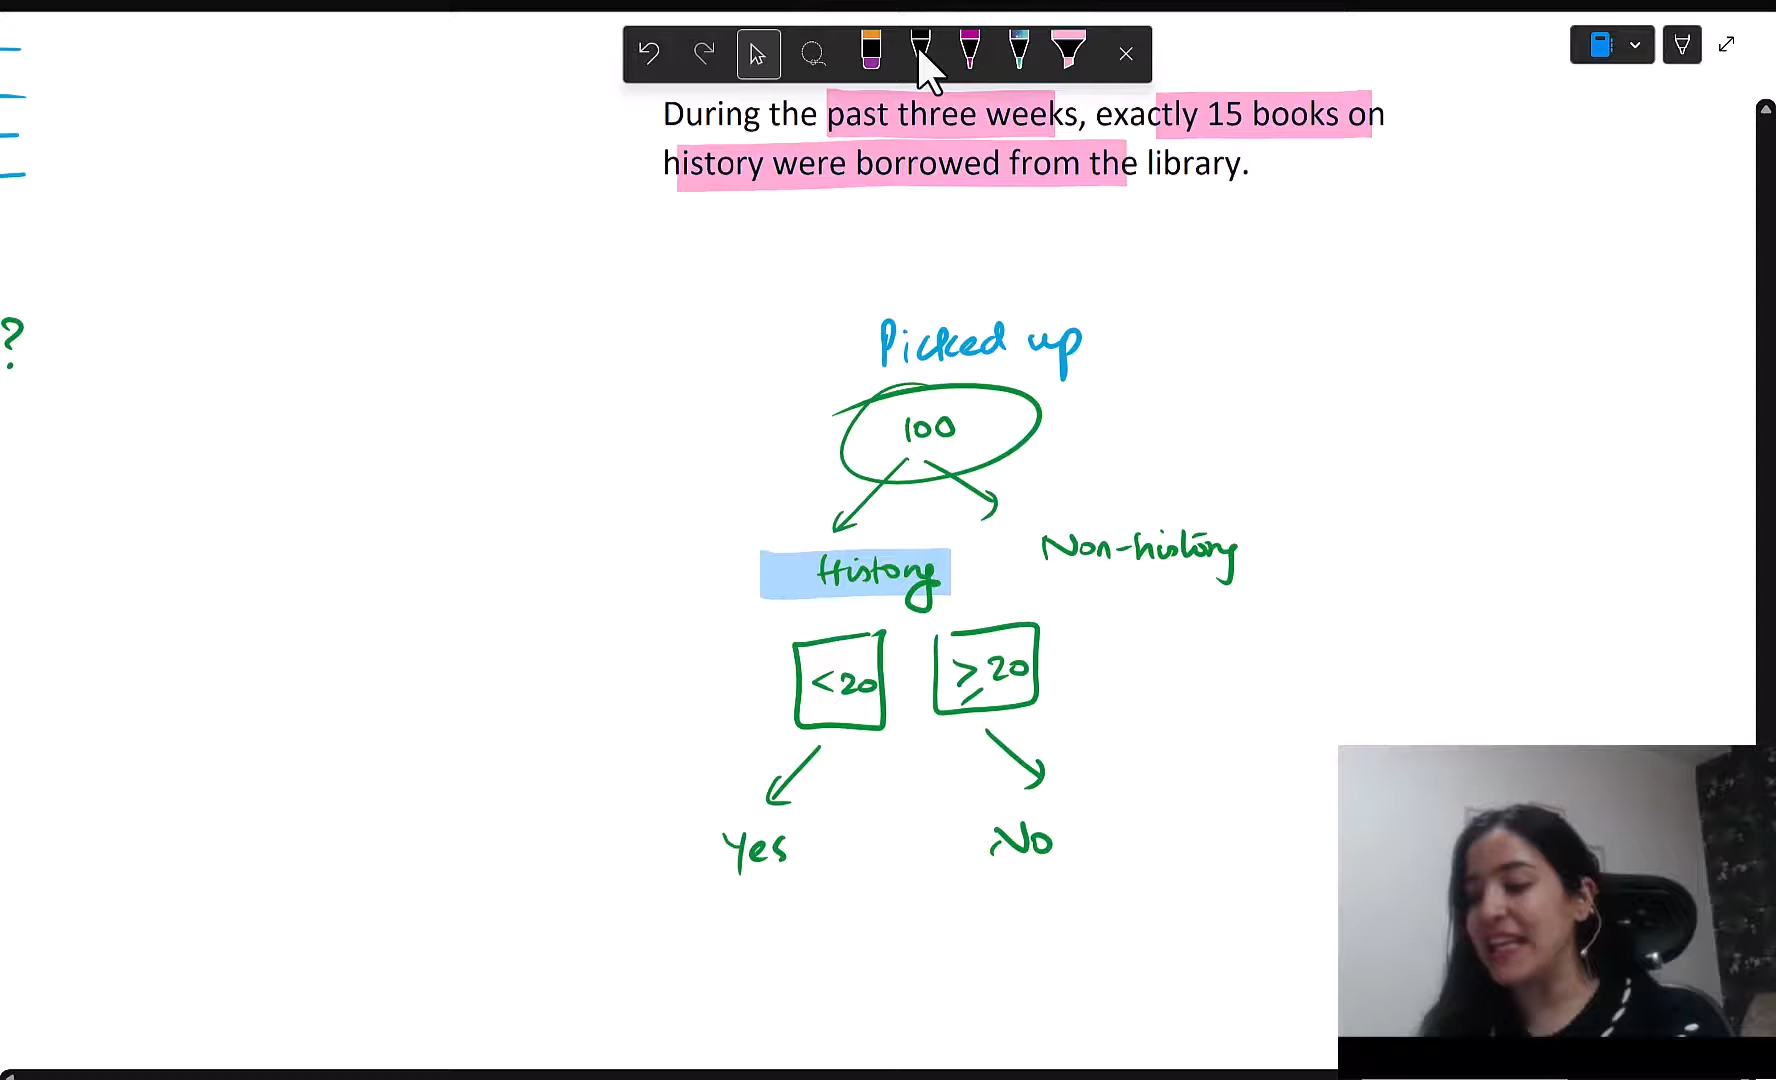 During the past three weeks, exactly 15 books on
history were borrowed from the library.
?
Picked up
100
History
Non-history
<20
≥20
Yes
No